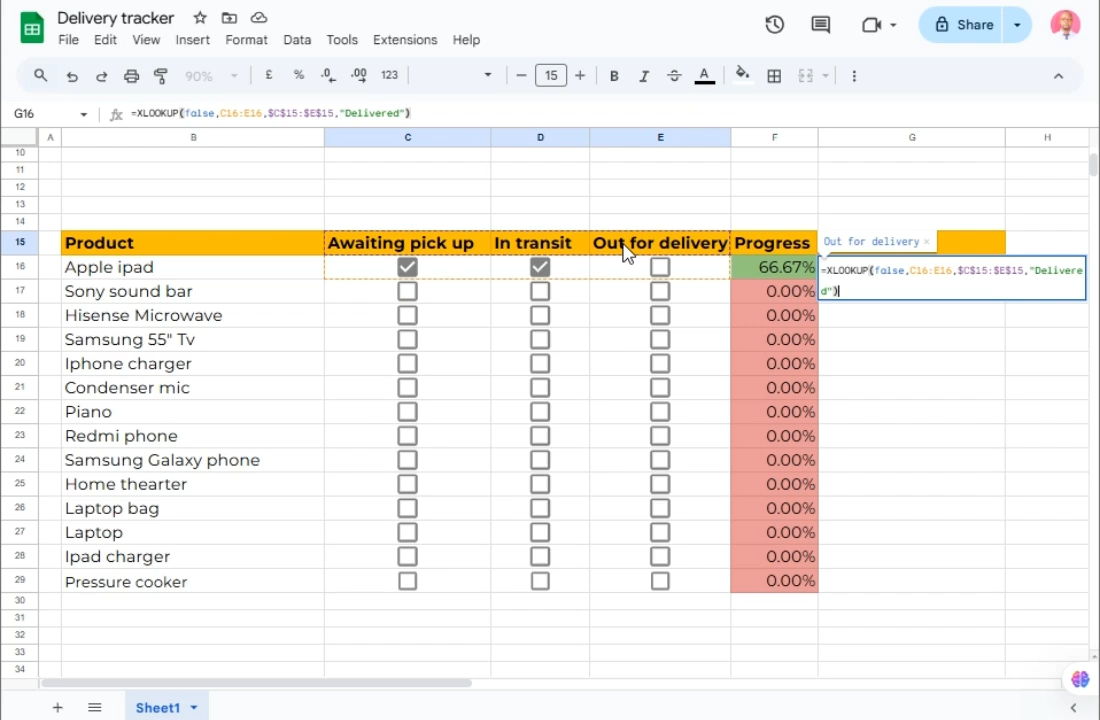 Delivery tracker
File Edit View Insert Format Data Tools Extensions Help
Share
90% £ % .0 .00 123 15 B I S A
G16 fx =XLOOKUP(false,C16:E16,$C$15:$E$15,"Delivered")
A B C D E F G H
10
11
12
13
14
15 Product Awaiting pick up In transit Out for delivery Progress Out for delivery ×
16 Apple ipad 66.67% =XLOOKUP(false,C16:E16,$C$15:$E$15,"Delivere
d")
17 Sony sound bar 0.00%
18 Hisense Microwave 0.00%
19 Samsung 55" Tv 0.00%
20 Iphone charger 0.00%
21 Condenser mic 0.00%
22 Piano 0.00%
23 Redmi phone 0.00%
24 Samsung Galaxy phone 0.00%
25 Home thearter 0.00%
26 Laptop bag 0.00%
27 Laptop 0.00%
28 Ipad charger 0.00%
29 Pressure cooker 0.00%
30
31
32
33
34
Sheet1